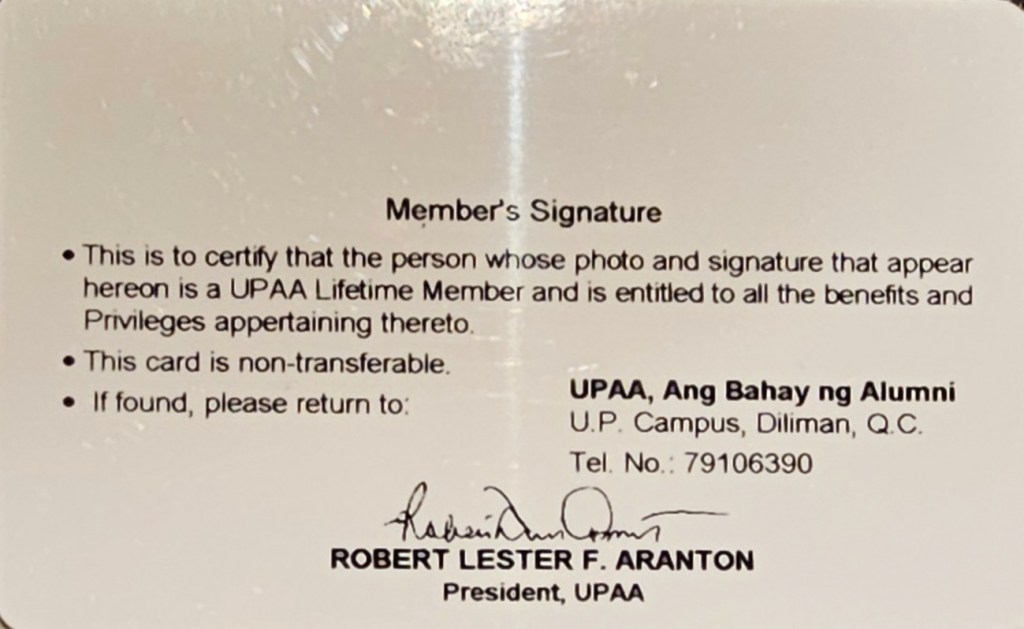 Member's Signature
• This is to certify that the person whose photo and signature that appear
hereon is a UPAA Lifetime Member and is entitled to all the benefits and
Privileges appertaining thereto.
• This card is non-transferable.
• If found, please return to:
UPAA, Ang Bahay ng Alumni
U.P. Campus, Diliman, Q.C.
Tel. No.: 79106390
ROBERT LESTER F. ARANTON
President, UPAA